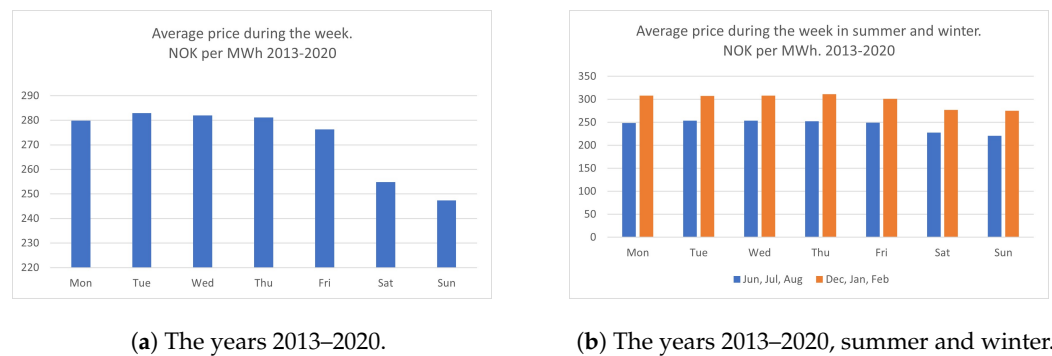 Average price during the week.
NOK per MWh 2013-2020
290
280
270
260
250
240
230
220
Mon Tue Wed Thu Fri Sat Sun
(a) The years 2013–2020.
Average price during the week in summer and winter.
NOK per MWh. 2013-2020
350
300
250
200
150
100
50
0
Mon Tue Wed Thu Fri Sat Sun
Jun, Jul, Aug Dec, Jan, Feb
(b) The years 2013–2020, summer and winter.